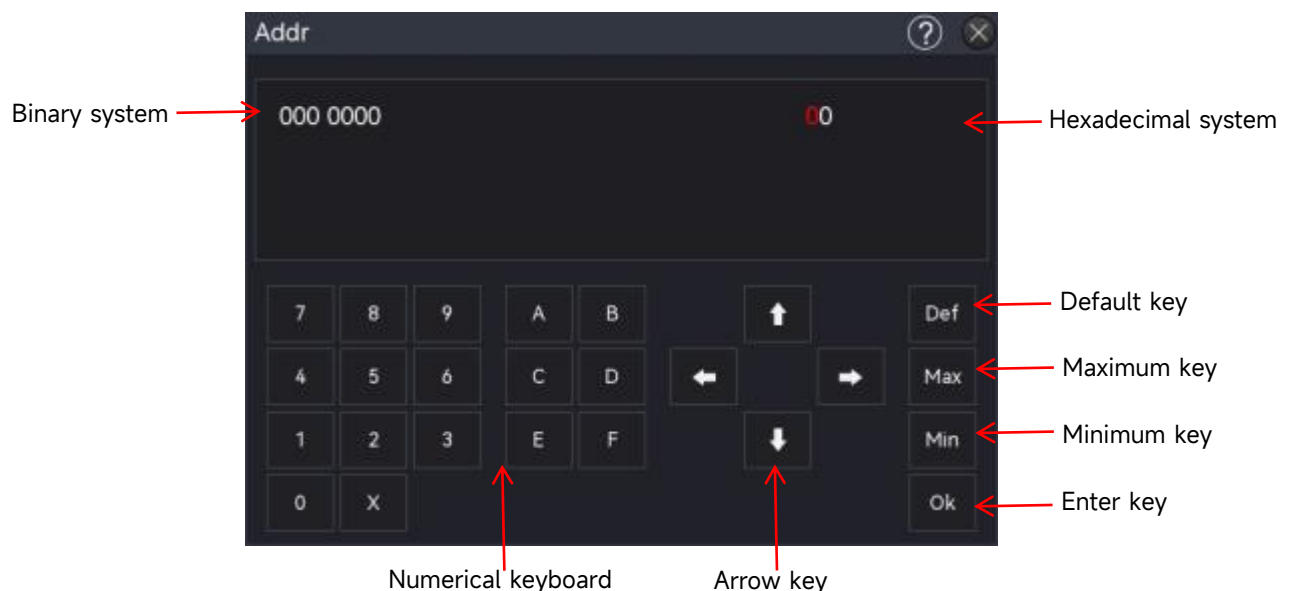 Addr ?
Binary system 000 0000 00 Hexadecimal system
7 8 9 A B Def Default key
4 5 6 C D Max Maximum key
1 2 3 E F Min Minimum key
0 X Ok Enter key
Numerical keyboard Arrow key